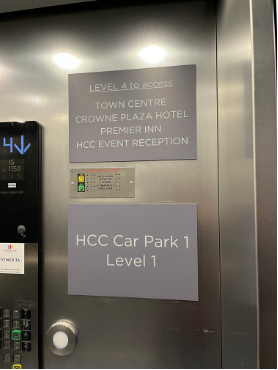 LEVEL 4 to access
TOWN CENTRE
CROWNE PLAZA HOTEL
PREMIER INN
HCC EVENT RECEPTION
4
HCC Car Park 1
Level 1